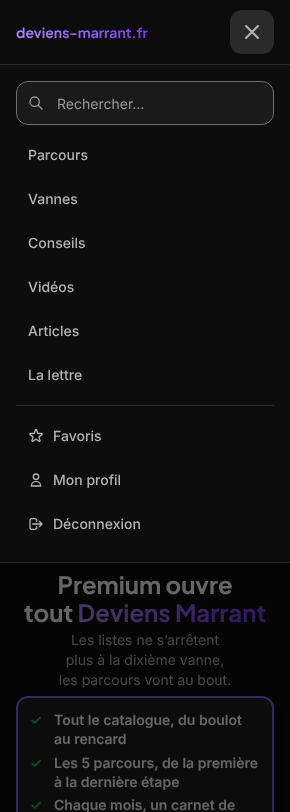 deviens-marrant.fr
Rechercher...
Parcours
Vannes
Conseils
Vidéos
Articles
La lettre
Favoris
Mon profil
Déconnexion
Premium ouvre
tout Deviens Marrant
Les listes ne s'arrêtent
plus à la dixième vanne,
les parcours vont au bout.
Tout le catalogue, du boulot
au rencard
Les 5 parcours, de la première
à la dernière étape
Chaque mois, un carnet de